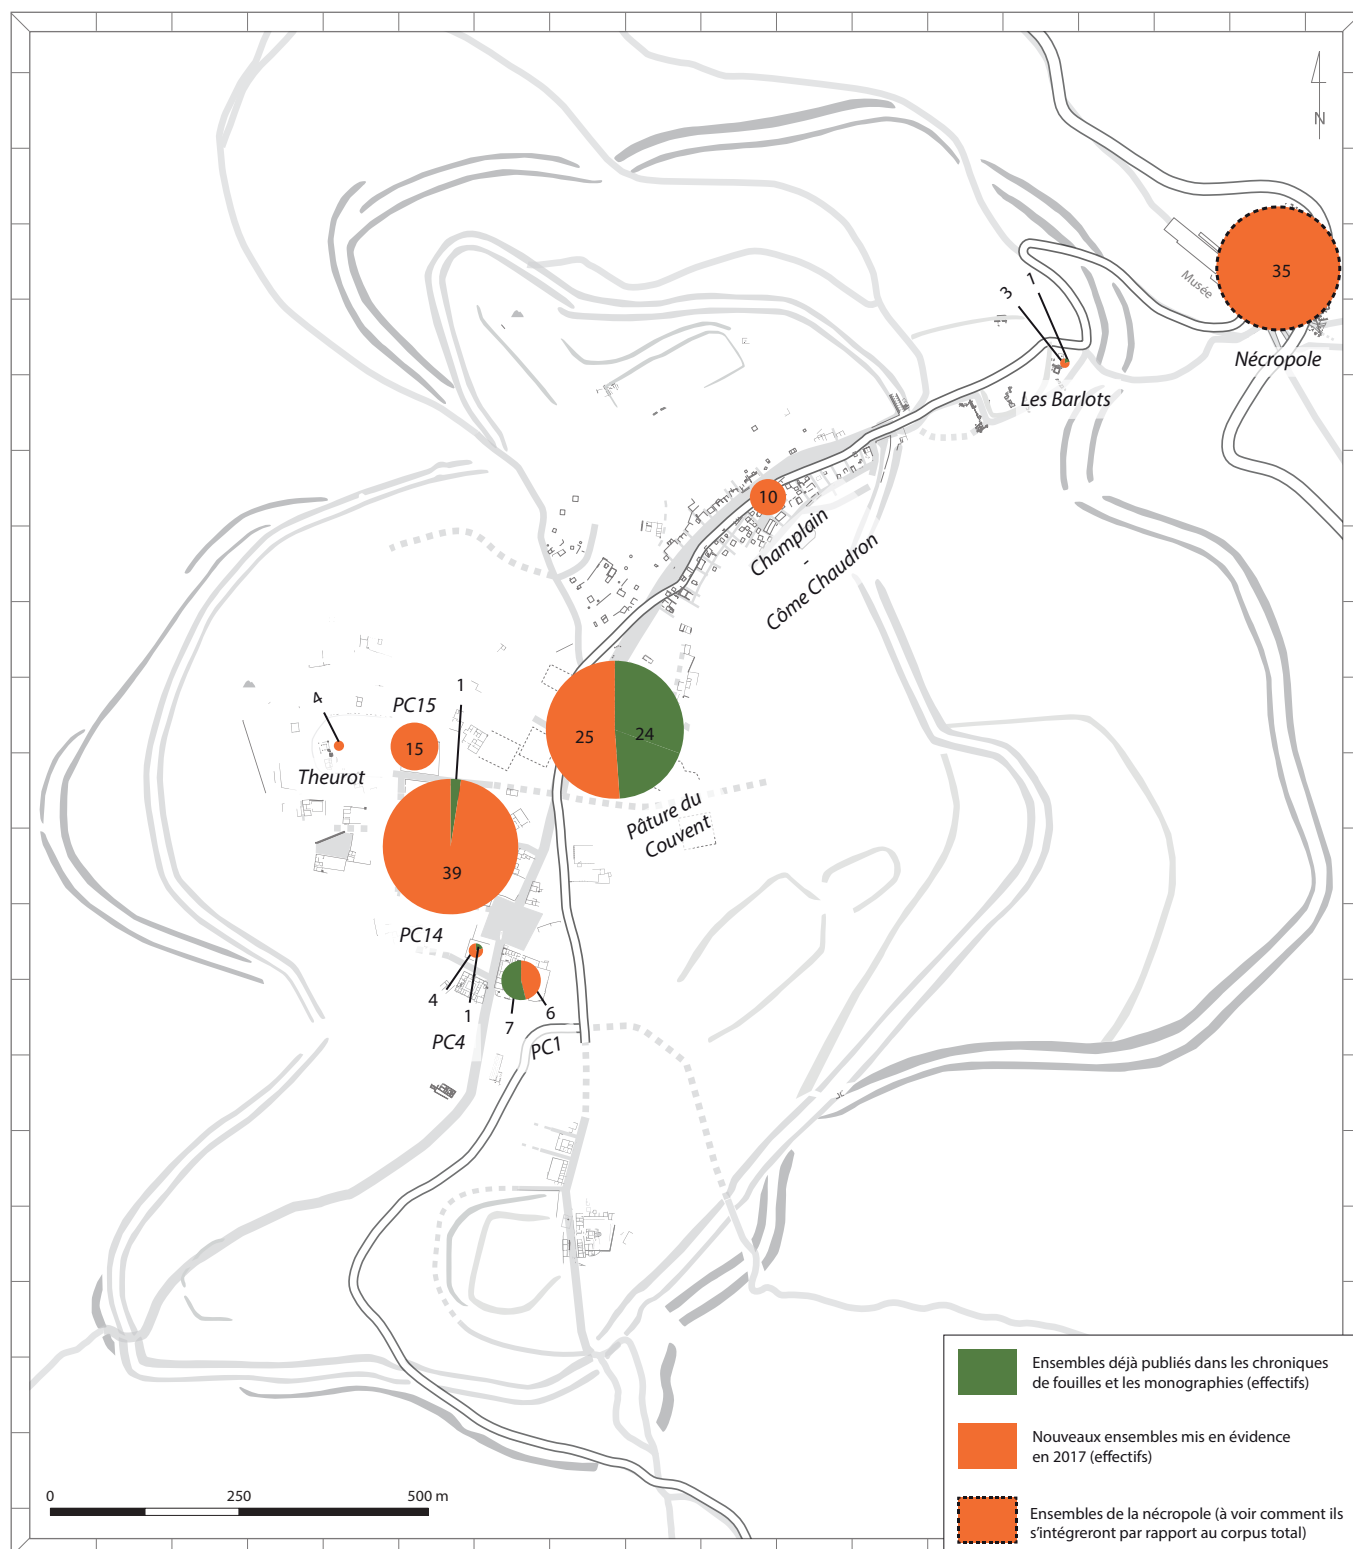 N
Musée
35
Nécropole
3
1
Les Barlots
10
Champlain
-
Côme Chaudron
1
4
PC15
15
Theurot
25
24
Pâture du
Couvent
39
PC14
4
1
7
6
PC4
PC1
0
250
500 m
Ensembles déjà publiés dans les chroniques
de fouilles et les monographies (effectifs)
Nouveaux ensembles mis en évidence
en 2017 (effectifs)
Ensembles de la nécropole (à voir comment ils
s'intégreront par rapport au corpus total)